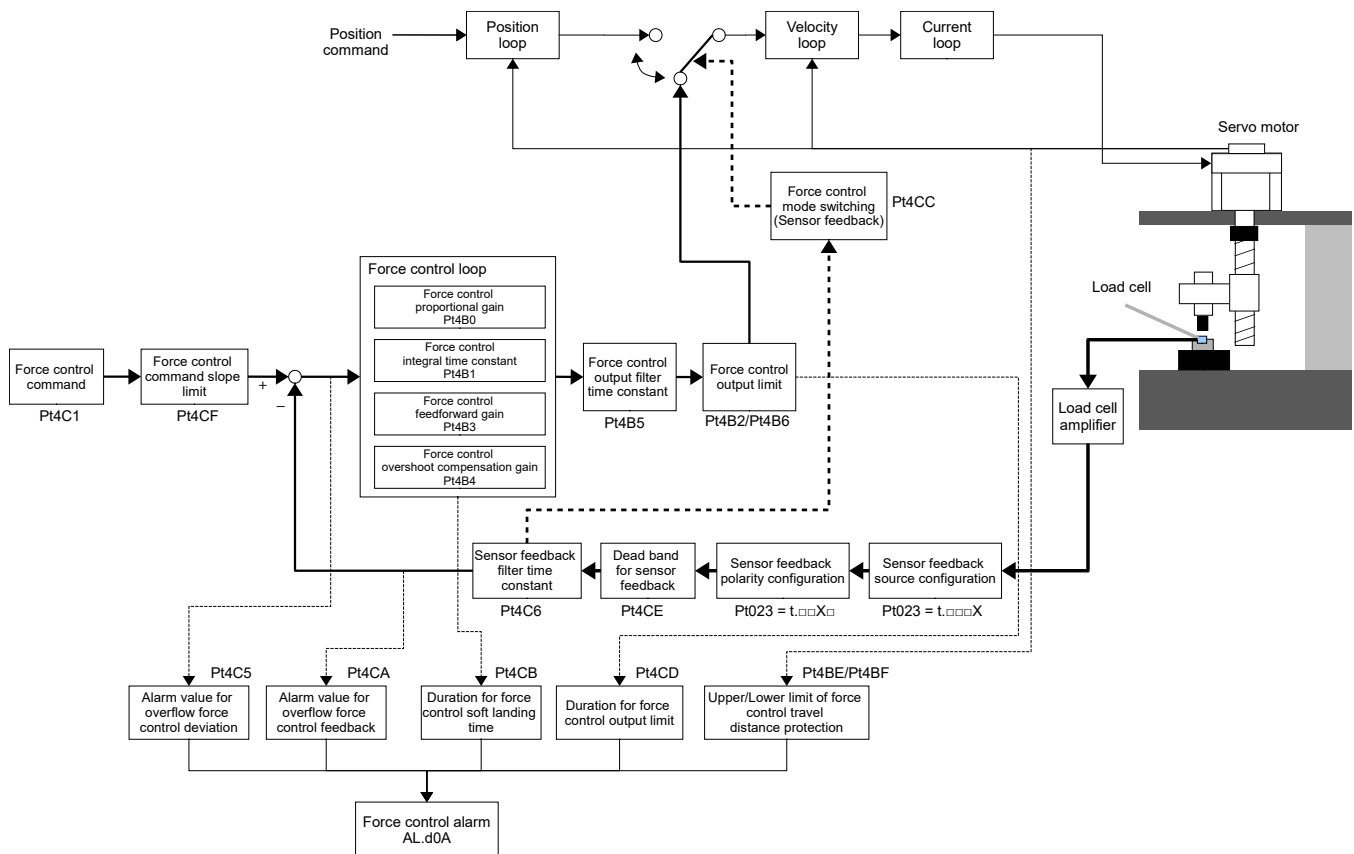 Position
command
Position
loop
Velocity
loop
Current
loop
Servo motor
Force control
mode switching
(Sensor feedback)
Pt4CC
Load cell
Force control loop
Force control
proportional gain
Pt4B0
Force control
integral time constant
Pt4B1
Force control
feedforward gain
Pt4B3
Force control
overshoot compensation gain
Pt4B4
Force control
command
Pt4C1
Force control
command slope
limit
Pt4CF
+
−
Force control
output filter
time constant
Pt4B5
Force control
output limit
Pt4B2/Pt4B6
Load cell
amplifier
Sensor feedback
filter time
constant
Pt4C6
Dead band
for sensor
feedback
Pt4CE
Sensor feedback
polarity configuration
Pt023 = t.□□X□
Sensor feedback
source configuration
Pt023 = t.□□□X
Pt4C5
Alarm value for
overflow force
control deviation
Pt4CA
Alarm value for
overflow force
control feedback
Pt4CB
Duration for force
control soft landing
time
Pt4CD
Duration for force
control output limit
Pt4BE/Pt4BF
Upper/Lower limit of force
control travel
distance protection
Force control alarm
AL.d0A